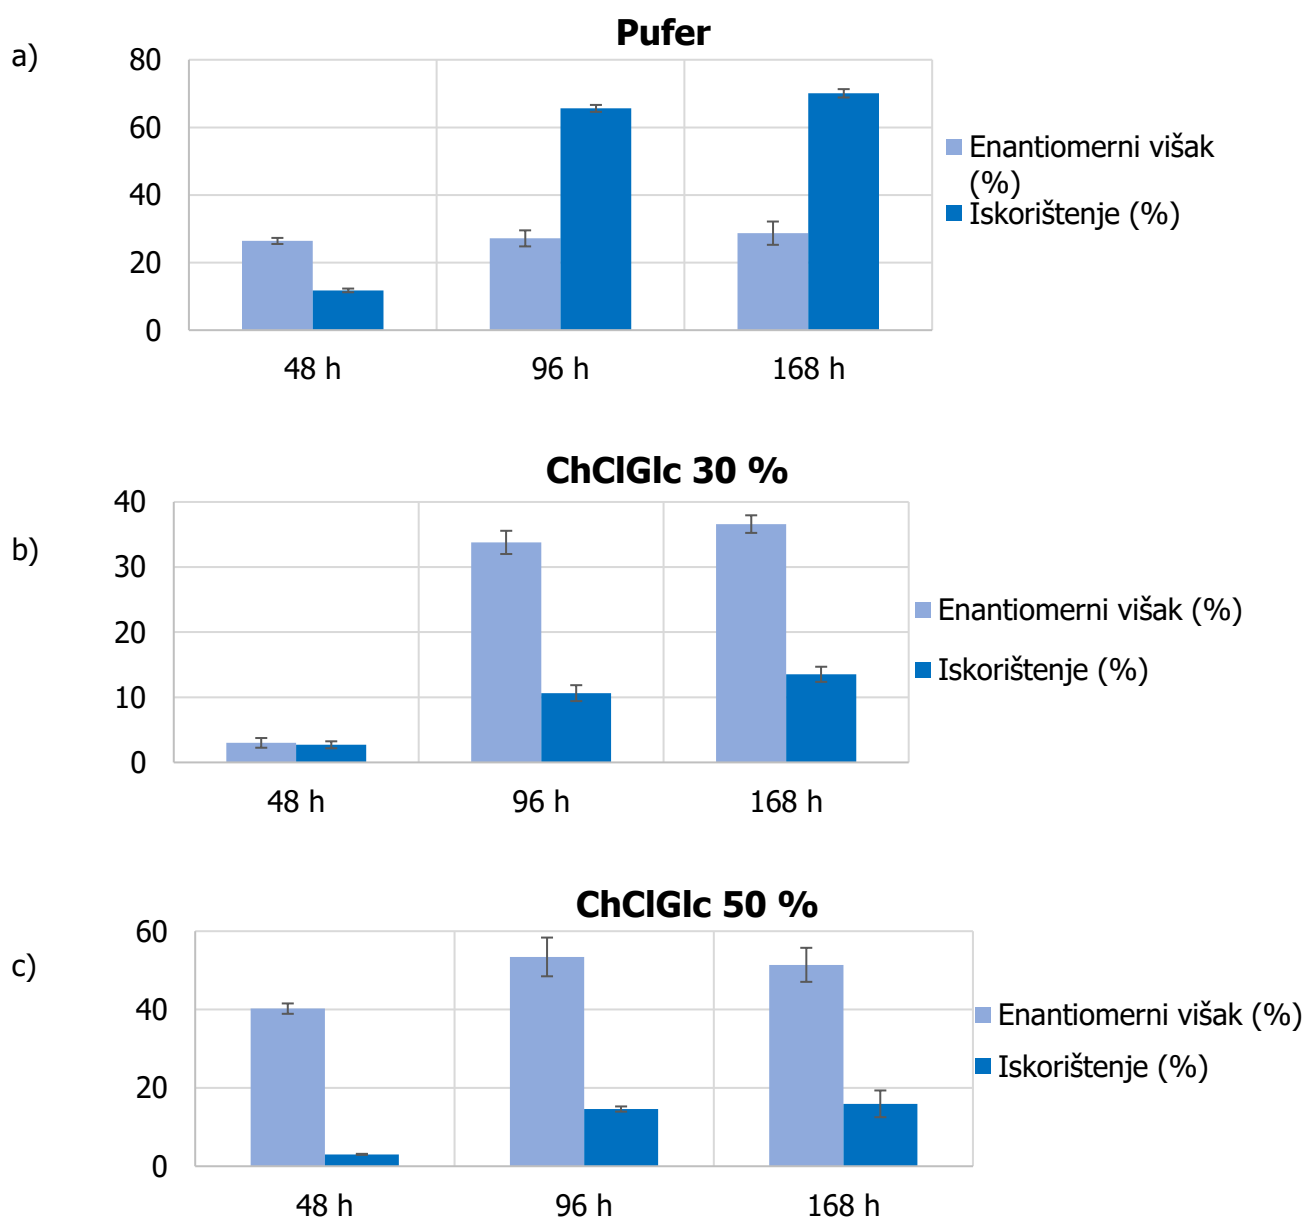 a)
Pufer
80
60
40
20
0
48 h 96 h 168 h
Enantiomerni višak
(%)
Iskorištenje (%)
b)
ChClGlc 30 %
40
30
20
10
0
48 h 96 h 168 h
Enantiomerni višak (%)
Iskorištenje (%)
c)
ChClGlc 50 %
60
40
20
0
48 h 96 h 168 h
Enantiomerni višak (%)
Iskorištenje (%)